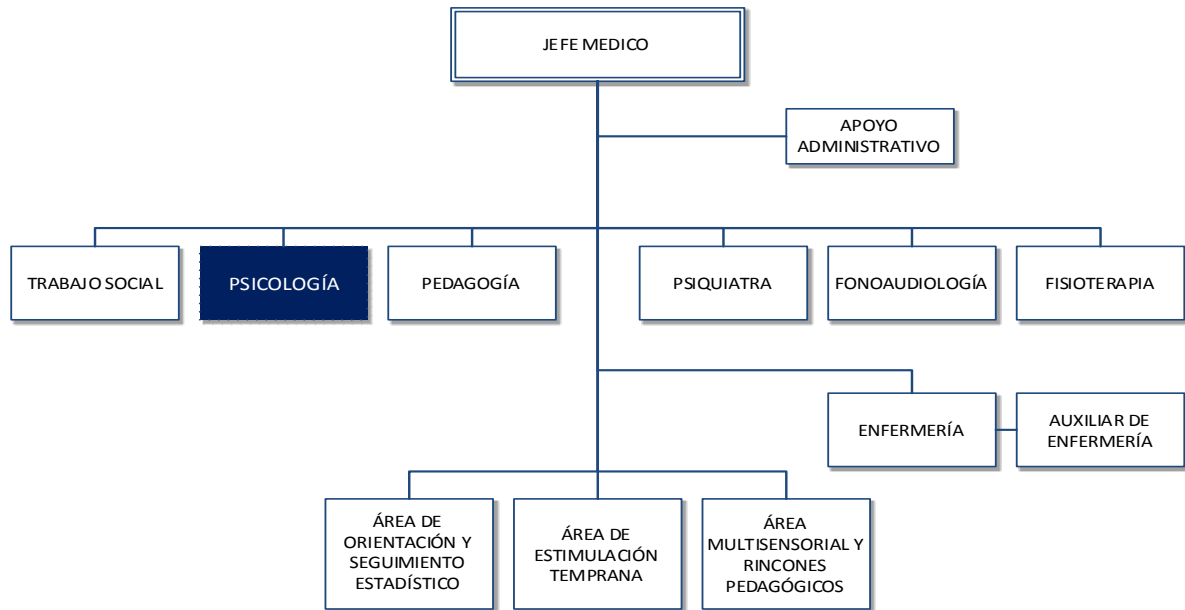 JEFE MEDICO
APOYO
ADMINISTRATIVO
TRABAJO SOCIAL
PSICOLOGÍA
PEDAGOGÍA
PSIQUIATRA
FONOAUDIOLOGÍA
FISIOTERAPIA
ENFERMERÍA
AUXILIAR DE
ENFERMERÍA
ÁREA DE
ORIENTACIÓN Y
SEGUIMIENTO
ESTADÍSTICO
ÁREA DE
ESTIMULACIÓN
TEMPRANA
ÁREA
MULTISENSORIAL Y
RINCONES
PEDAGÓGICOS